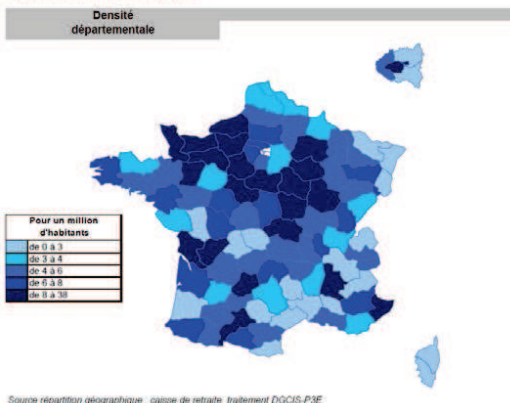 Densité
départementale
Pour un million
d'habitants
de 0 à 3
de 3 à 4
de 4 à 6
de 6 à 8
de 8 à 38
Source répartition géographique : caisse de retraite, traitement DGCIS-P3E